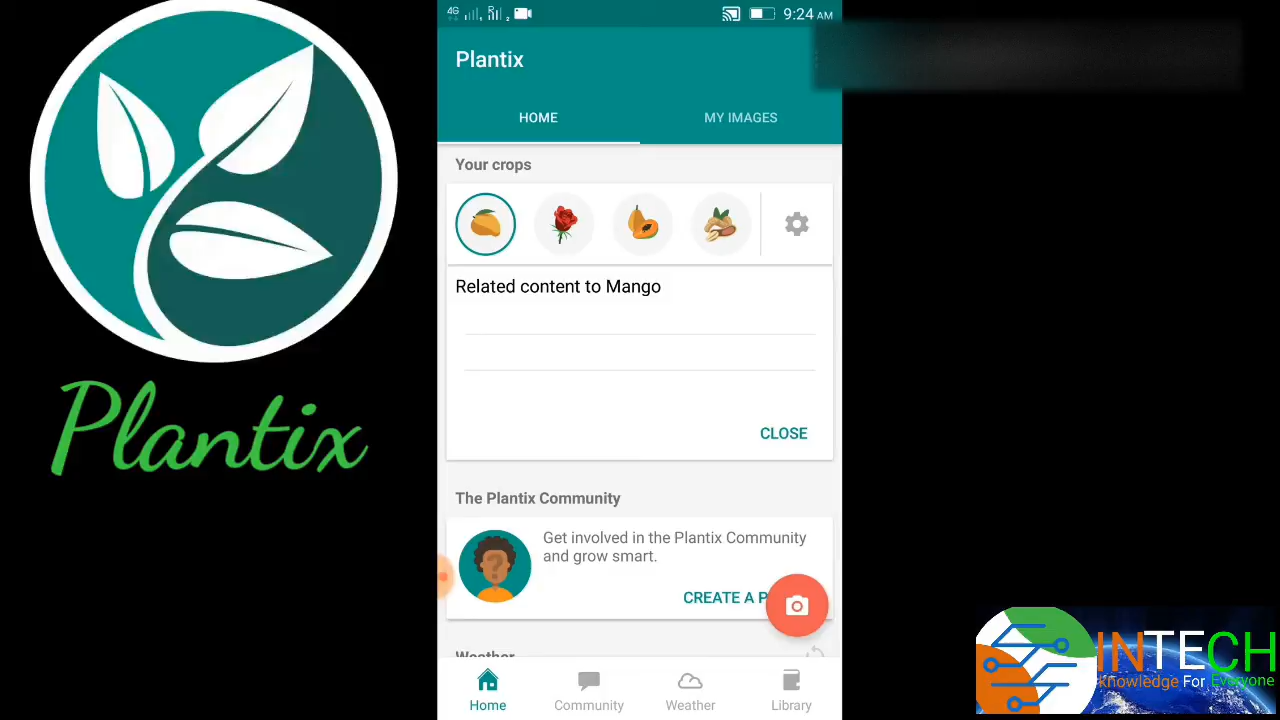 4G
9:24 AM
Plantix
HOME
MY IMAGES
Your crops
Related content to Mango
CLOSE
The Plantix Community
Get involved in the Plantix Community
and grow smart.
CREATE A P
Weather
Home
Community
Weather
Library
Plantix
INTECH
Knowledge For Everyone